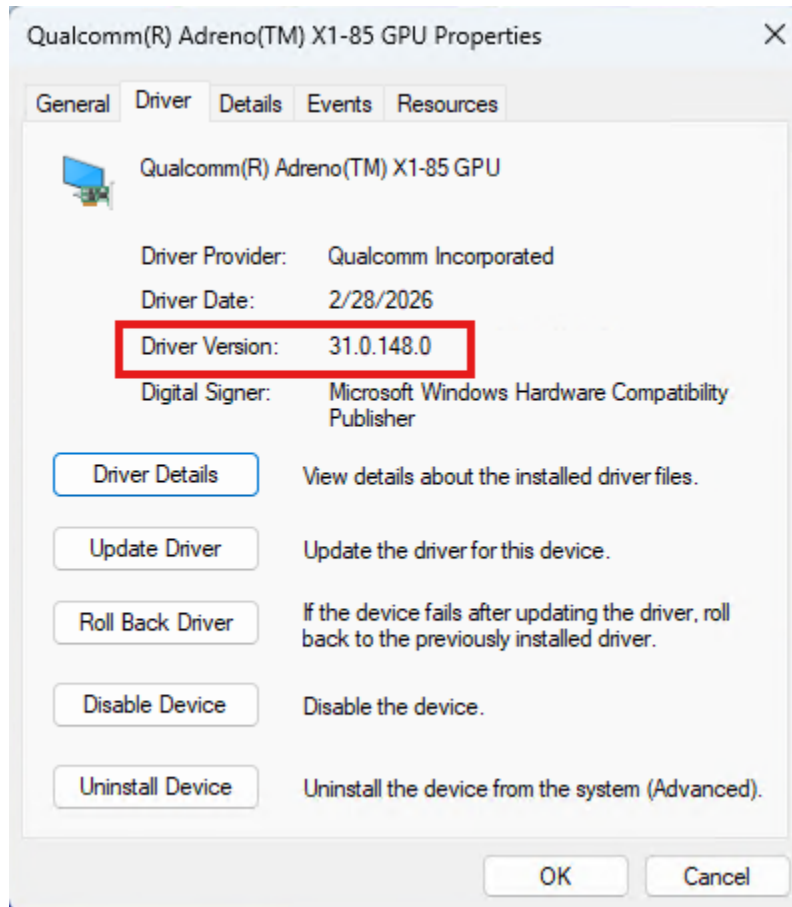 Qualcomm(R) Adreno(TM) X1-85 GPU Properties
General Driver Details Events Resources
Qualcomm(R) Adreno(TM) X1-85 GPU
Driver Provider: Qualcomm Incorporated
Driver Date: 2/28/2026
Driver Version: 31.0.148.0
Digital Signer: Microsoft Windows Hardware Compatibility
Publisher
Driver Details View details about the installed driver files.
Update Driver Update the driver for this device.
Roll Back Driver If the device fails after updating the driver, roll
back to the previously installed driver.
Disable Device Disable the device.
Uninstall Device Uninstall the device from the system (Advanced).
OK Cancel